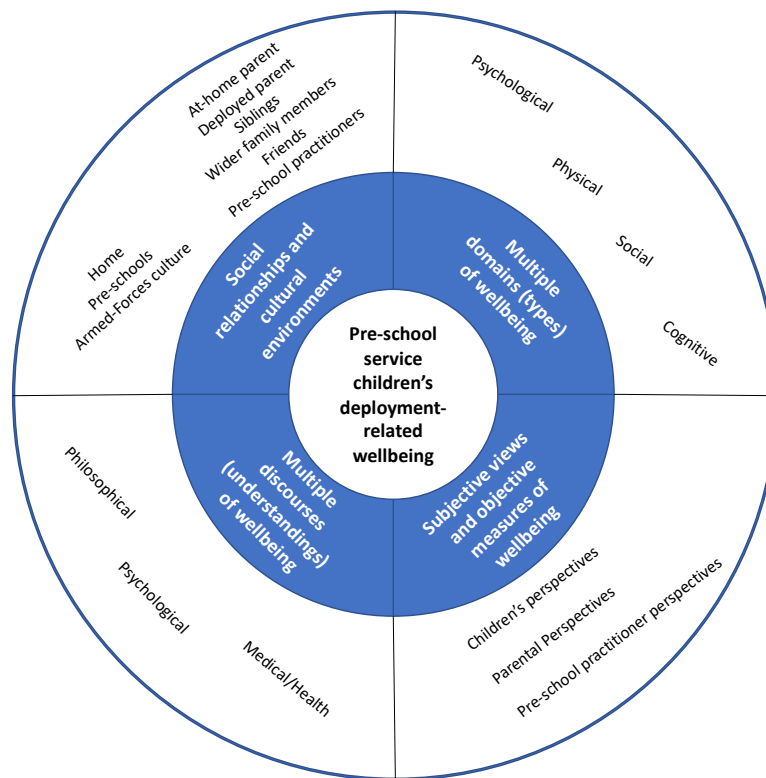 At-home parent
Deployed parent
Siblings
Wider family members
Friends
Pre-school practitioners
Home
Pre-schools
Armed-Forces culture
Social
relationships and
cultural
environments
Psychological
Physical
Social
Cognitive
Multiple
domains (types)
of wellbeing
Pre-school
service
children’s
deployment-
related
wellbeing
Philosophical
Psychological
Medical/Health
Multiple
discourses
(understandings)
of wellbeing
Subjective views
and objective
measures of
wellbeing
Children’s perspectives
Parental Perspectives
Pre-school practitioner perspectives